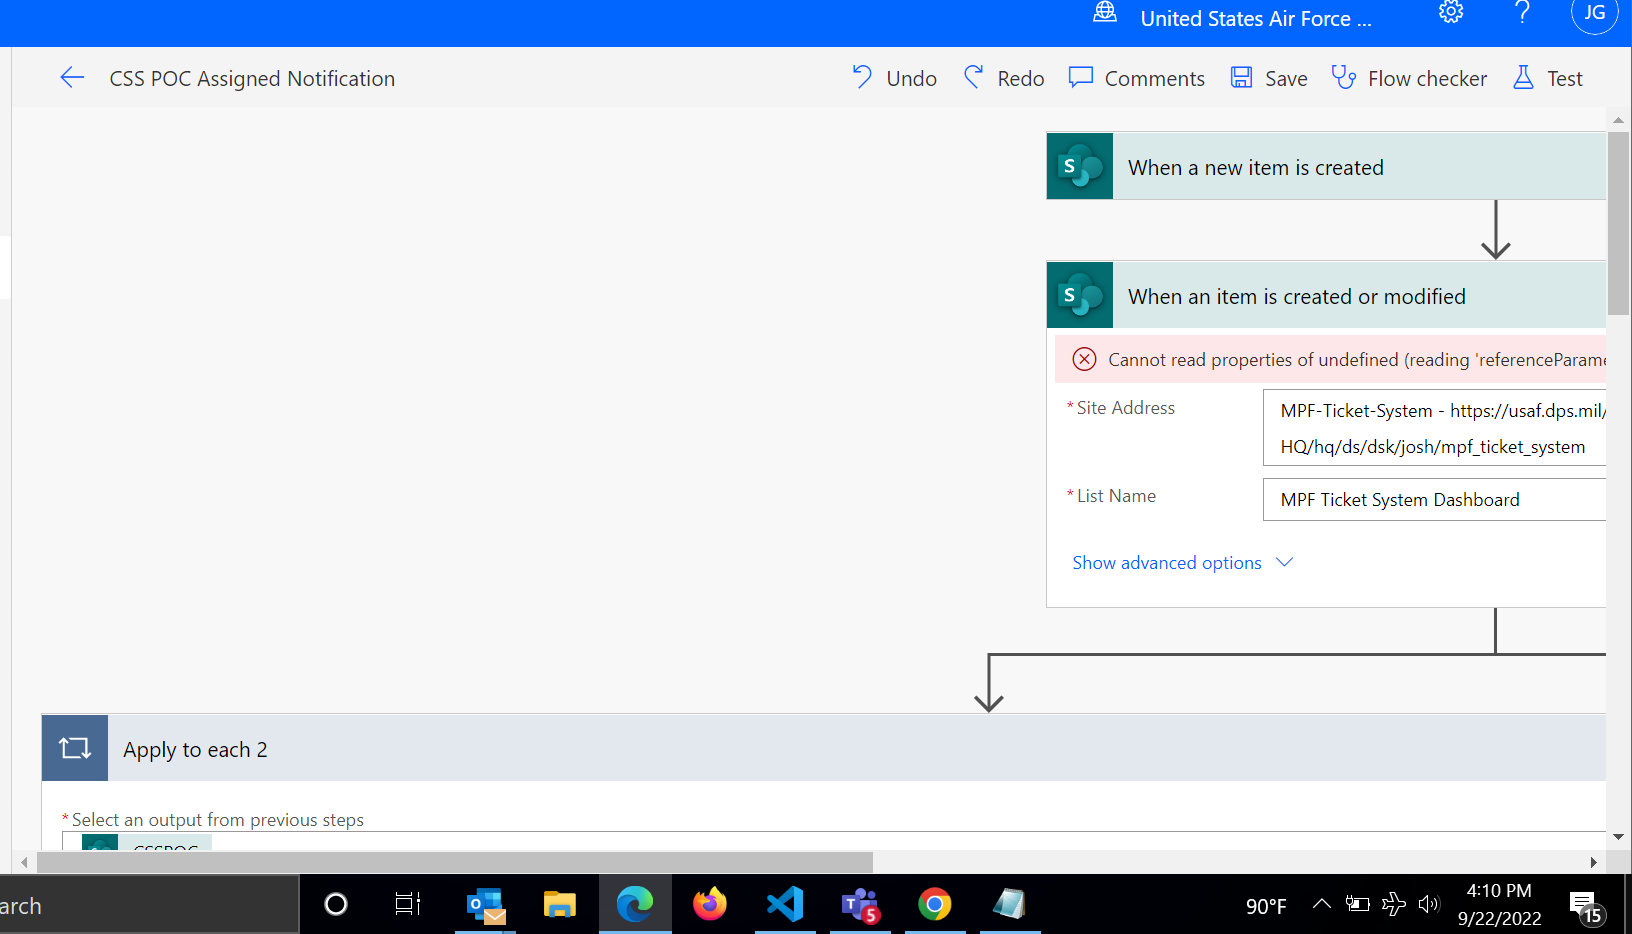 United States Air Force ...
JG
CSS POC Assigned Notification
Undo
Redo
Comments
Save
Flow checker
Test
S
When a new item is created
S
When an item is created or modified
Cannot read properties of undefined (reading 'referenceParame
* Site Address
MPF-Ticket-System - https://usaf.dps.mil/
HQ/hq/ds/dsk/josh/mpf_ticket_system
* List Name
MPF Ticket System Dashboard
Show advanced options
Apply to each 2
* Select an output from previous steps
CSSPOC
arch
5
90°F
4:10 PM
9/22/2022
15